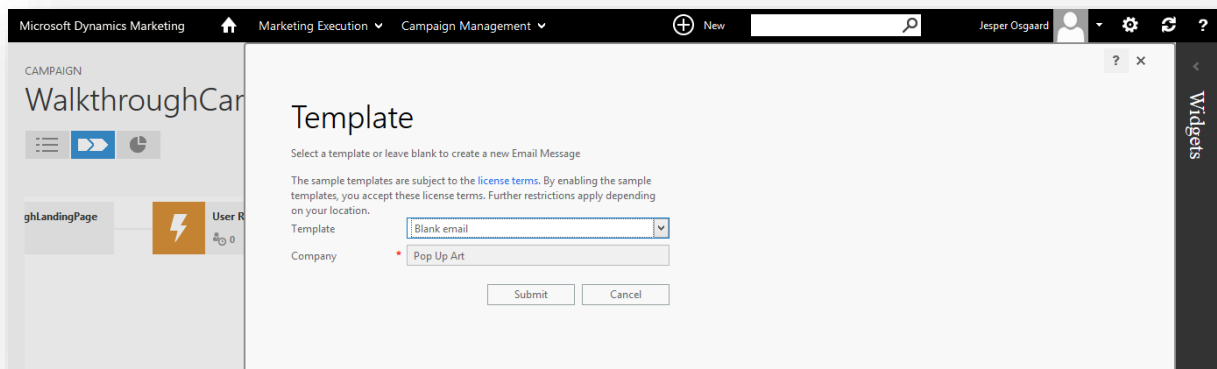 Microsoft Dynamics Marketing
Marketing Execution
Campaign Management
New
Jesper Osgaard
?
CAMPAIGN
WalkthroughCar
? ×
Template
Select a template or leave blank to create a new Email Message
The sample templates are subject to the license terms. By enabling the sample
templates, you accept these license terms. Further restrictions apply depending
on your location.
Template Blank email
Company * Pop Up Art
Submit Cancel
ghLandingPage
User R
0
Widgets